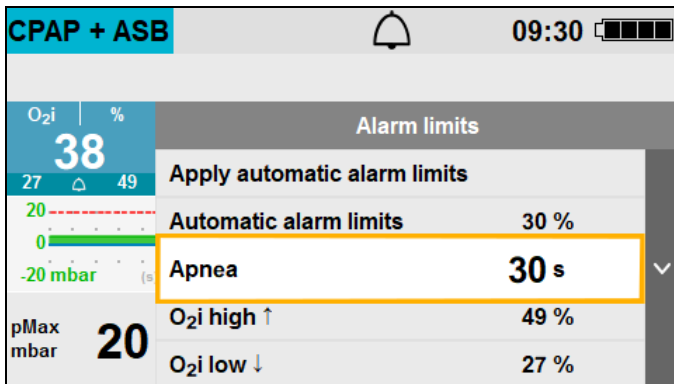 CPAP + ASB 09:30
O₂i %
38
27 49
20
0
-20 mbar (s
pMax
mbar 20
Alarm limits
Apply automatic alarm limits
Automatic alarm limits 30 %
Apnea 30 s
O₂i high ↑ 49 %
O₂i low ↓ 27 %